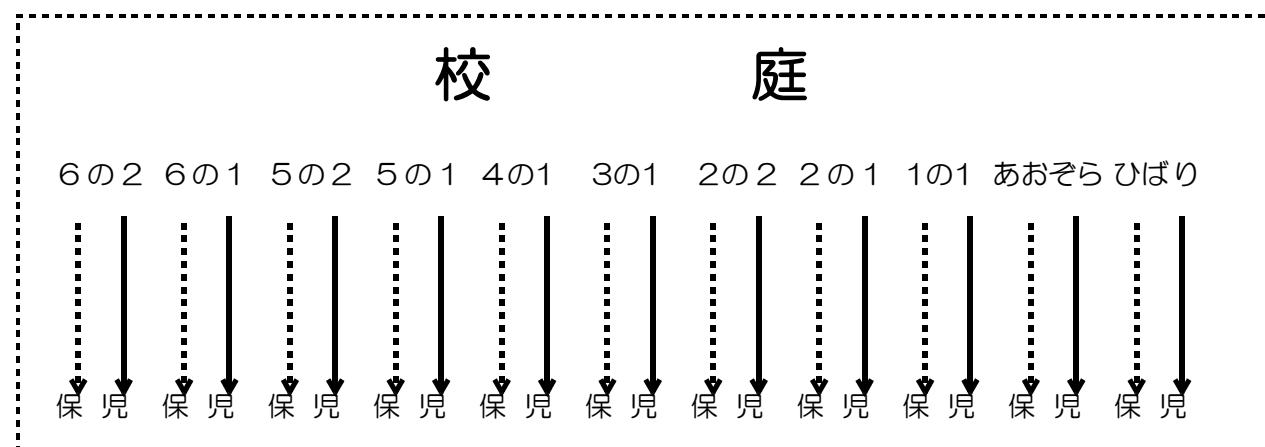 校　庭
６の２ ６の１ ５の２ ５の１ ４の1 3の1 ２の２ ２の１ 1の1 あおぞら ひばり
保 児 保 児 保 児 保 児 保 児 保 児 保 児 保 児 保 児 保 児 保 児